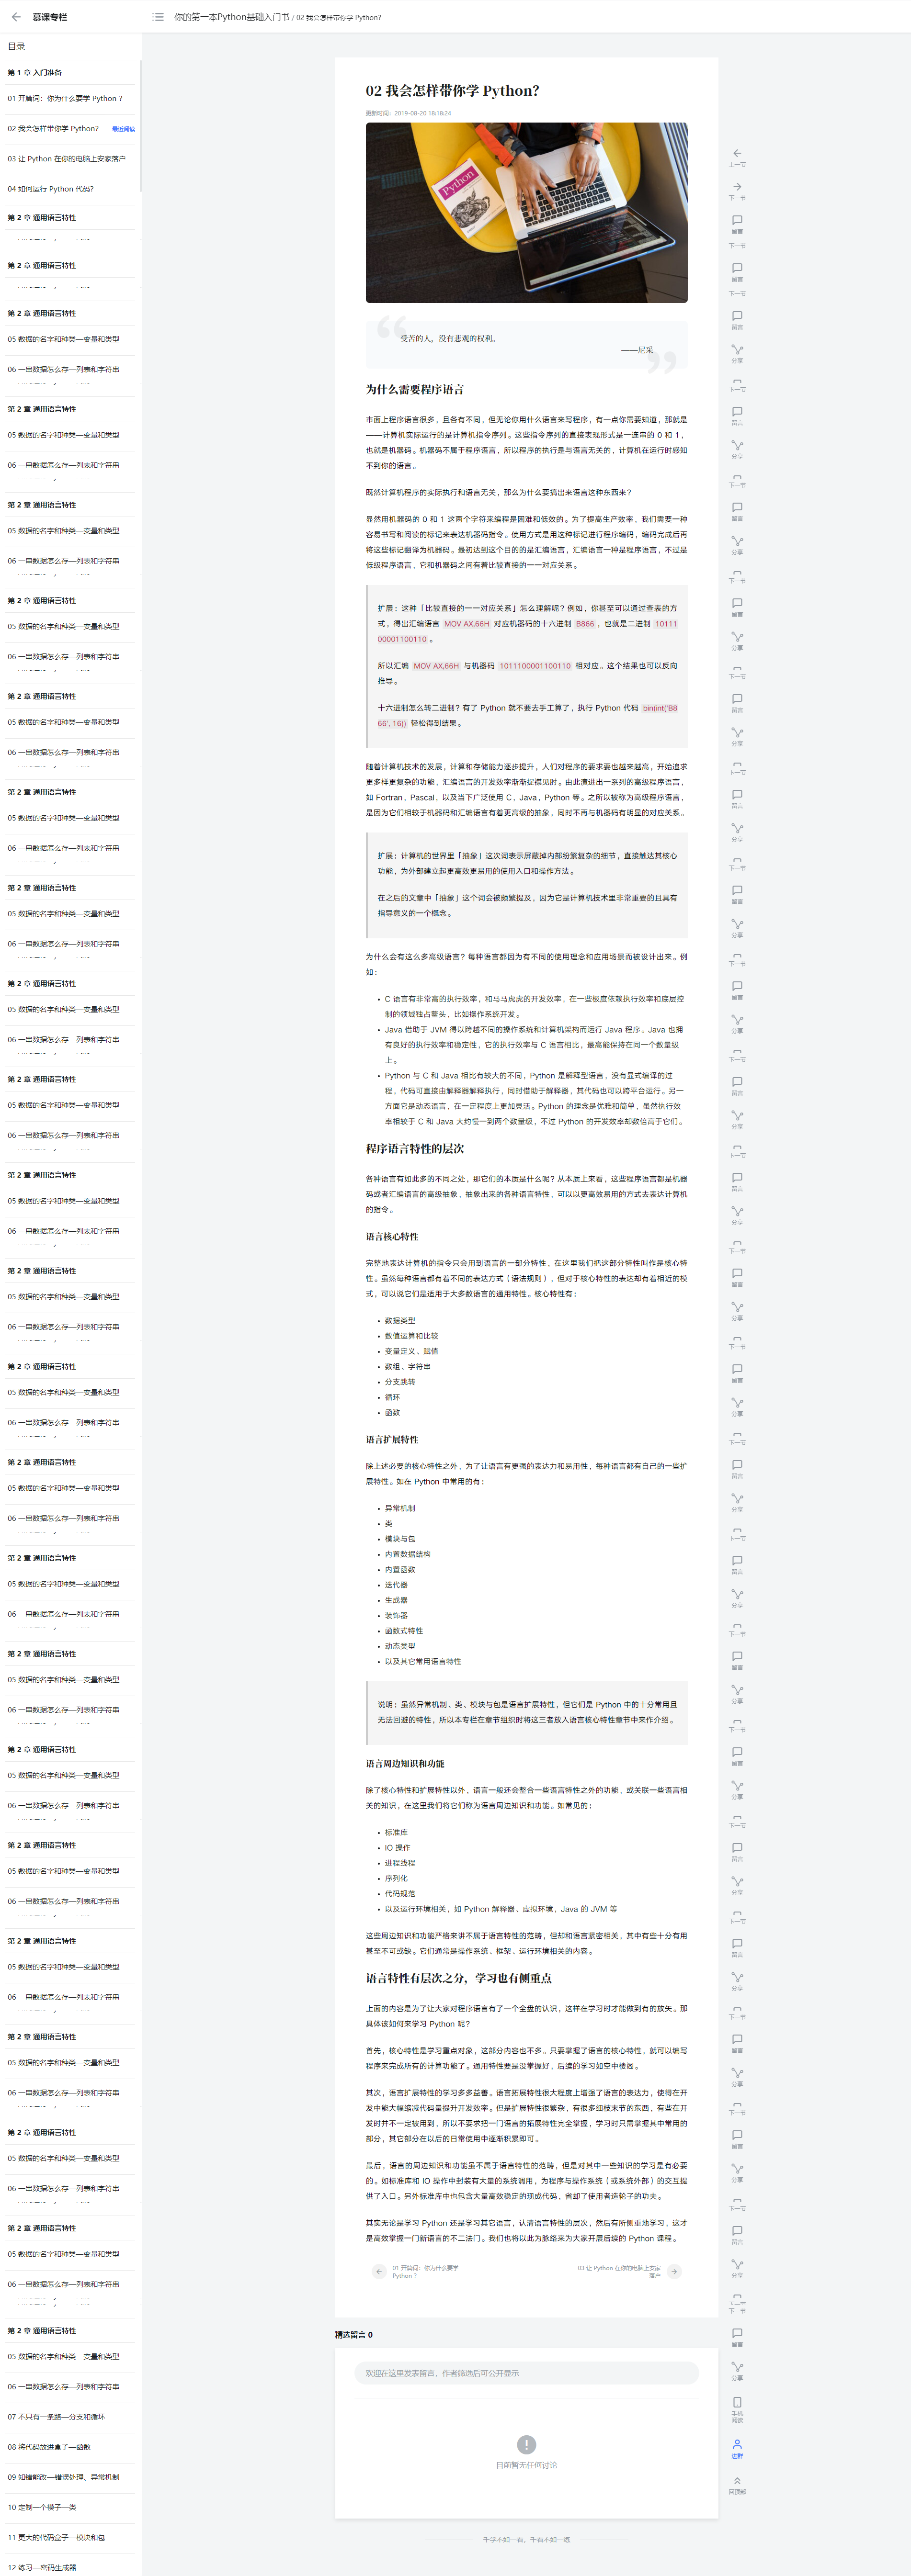 慕课专栏
你的第一本Python基础入门书 / 02 我会怎样带你学 Python?
目录
第 1 章 入门准备
01 开篇词：你为什么要学 Python ？
02 我会怎样带你学 Python?
最近阅读
03 让 Python 在你的电脑上安家落户
04 如何运行 Python 代码?
第 2 章 通用语言特性
05 数据的名字和种类—变量和类型
06 一串数据怎么存—列表和字符串
07 不只有一条路—分支和循环
08 将代码放进盒子—函数
09 知错能改—错误处理、异常机制
10 定制一个模子—类
11 更大的代码盒子—模块和包
12 练习—密码生成器
02 我会怎样带你学 Python?
更新时间：2019-08-20 18:18:24
Python
受苦的人，没有悲观的权利。
——尼采
为什么需要程序语言
市面上程序语言很多，且各有不同，但无论你用什么语言来写程序，有一点你需要知道，那就是
——计算机实际运行的是计算机指令序列。这些指令序列的直接表现形式是一连串的 0 和 1，
也就是机器码。机器码不属于程序语言，所以程序的执行是与语言无关的，计算机在运行时感知
不到你的语言。
既然计算机程序的实际执行和语言无关，那么为什么要搞出来语言这种东西来？
显然用机器码的 0 和 1 这两个字符来编程是困难和低效的。为了提高生产效率，我们需要一种
容易书写和阅读的标记来表达机器码指令。使用方式是用这种标记进行程序编码，编码完成后再
将这些标记翻译为机器码。最初达到这个目的的是汇编语言，汇编语言一种是程序语言，不过是
低级程序语言，它和机器码之间有着比较直接的一一对应关系。
扩展：这种「比较直接的一一对应关系」怎么理解呢？例如，你甚至可以通过查表的方
式，得出汇编语言 MOV AX,66H 对应机器码的十六进制 B866 ，也就是二进制 10111
00001100110 。
所以汇编 MOV AX,66H 与机器码 1011100001100110 相对应。这个结果也可以反向
推导。
十六进制怎么转二进制？有了 Python 就不要去手工算了，执行 Python 代码 bin(int('B8
66', 16)) 轻松得到结果。
随着计算机技术的发展，计算和存储能力逐步提升，人们对程序的要求要也越来越高，开始追求
更多样更复杂的功能，汇编语言的开发效率渐渐捉襟见肘。由此演进出一系列的高级程序语言，
如 Fortran，Pascal，以及当下广泛使用 C，Java，Python 等。之所以被称为高级程序语言，
是因为它们相较于机器码和汇编语言有着更高级的抽象，同时不再与机器码有明显的对应关系。
扩展：计算机的世界里「抽象」这次词表示屏蔽掉内部纷繁复杂的细节，直接触达其核心
功能，为外部建立起更高效更易用的使用入口和操作方法。
在之后的文章中「抽象」这个词会被频繁提及，因为它是计算机技术里非常重要的且具有
指导意义的一个概念。
为什么会有这么多高级语言？每种语言都因为有不同的使用理念和应用场景而被设计出来。例
如：
• C 语言有非常高的执行效率，和马马虎虎的开发效率，在一些极度依赖执行效率和底层控
制的领域独占鳌头，比如操作系统开发。
• Java 借助于 JVM 得以跨越不同的操作系统和计算机架构而运行 Java 程序。Java 也拥
有良好的执行效率和稳定性，它的执行效率与 C 语言相比，最高能保持在同一个数量级
上。
• Python 与 C 和 Java 相比有较大的不同，Python 是解释型语言，没有显式编译的过
程，代码可直接由解释器解释执行，同时借助于解释器，其代码也可以跨平台运行。另一
方面它是动态语言，在一定程度上更加灵活。Python 的理念是优雅和简单，虽然执行效
率相较于 C 和 Java 大约慢一到两个数量级，不过 Python 的开发效率却数倍高于它们。
程序语言特性的层次
各种语言有如此多的不同之处，那它们的本质是什么呢？从本质上来看，这些程序语言都是机器
码或者汇编语言的高级抽象，抽象出来的各种语言特性，可以以更高效易用的方式去表达计算机
的指令。
语言核心特性
完整地表达计算机的指令只会用到语言的一部分特性，在这里我们把这部分特性叫作是核心特
性。虽然每种语言都有着不同的表达方式（语法规则），但对于核心特性的表达却有着相近的模
式，可以说它们是适用于大多数语言的通用特性。核心特性有：
• 数据类型
• 数值运算和比较
• 变量定义、赋值
• 数组、字符串
• 分支跳转
• 循环
• 函数
语言扩展特性
除上述必要的核心特性之外，为了让语言有更强的表达力和易用性，每种语言都有自己的一些扩
展特性。如在 Python 中常用的有：
• 异常机制
• 类
• 模块与包
• 内置数据结构
• 内置函数
• 迭代器
• 生成器
• 装饰器
• 函数式特性
• 动态类型
• 以及其它常用语言特性
说明：虽然异常机制、类、模块与包是语言扩展特性，但它们是 Python 中的十分常用且
无法回避的特性，所以本专栏在章节组织时将这三者放入语言核心特性章节中来作介绍。
语言周边知识和功能
除了核心特性和扩展特性以外，语言一般还会整合一些语言特性之外的功能，或关联一些语言相
关的知识，在这里我们将它们称为语言周边知识和功能。如常见的：
• 标准库
• IO 操作
• 进程线程
• 序列化
• 代码规范
• 以及运行环境相关，如 Python 解释器、虚拟环境，Java 的 JVM 等
这些周边知识和功能严格来讲不属于语言特性的范畴，但却和语言紧密相关，其中有些十分有用
甚至不可或缺。它们通常是操作系统、框架、运行环境相关的内容。
语言特性有层次之分，学习也有侧重点
上面的内容是为了让大家对程序语言有了一个全盘的认识，这样在学习时才能做到有的放矢。那
具体该如何来学习 Python 呢？
首先，核心特性是学习重点对象，这部分内容也不多。只要掌握了语言的核心特性，就可以编写
程序来完成所有的计算功能了。通用特性要是没掌握好，后续的学习如空中楼阁。
其次，语言扩展特性的学习多多益善。语言拓展特性很大程度上增强了语言的表达力，使得在开
发中能大幅缩减代码量提升开发效率。但是扩展特性很繁杂，有很多细枝末节的东西，有些在开
发时并不一定被用到，所以不要求把一门语言的拓展特性完全掌握，学习时只需掌握其中常用的
部分，其它部分在以后的日常使用中逐渐积累即可。
最后，语言的周边知识和功能虽不属于语言特性的范畴，但是对其中一些知识的学习是有必要
的。如标准库和 IO 操作中封装有大量的系统调用，为程序与操作系统（或系统外部）的交互提
供了入口。另外标准库中也包含大量高效稳定的现成代码，省却了使用者造轮子的功夫。
其实无论是学习 Python 还是学习其它语言，认清语言特性的层次，然后有所侧重地学习，这才
是高效掌握一门新语言的不二法门。我们也将以此为脉络来为大家开展后续的 Python 课程。
01 开篇词：你为什么要学
Python ？
03 让 Python 在你的电脑上安家
落户
精选留言 0
欢迎在这里发表留言，作者筛选后可公开显示
目前暂无任何讨论
千学不如一看，千看不如一练
上一节
下一节
留言
分享
手机
阅读
进群
回顶部